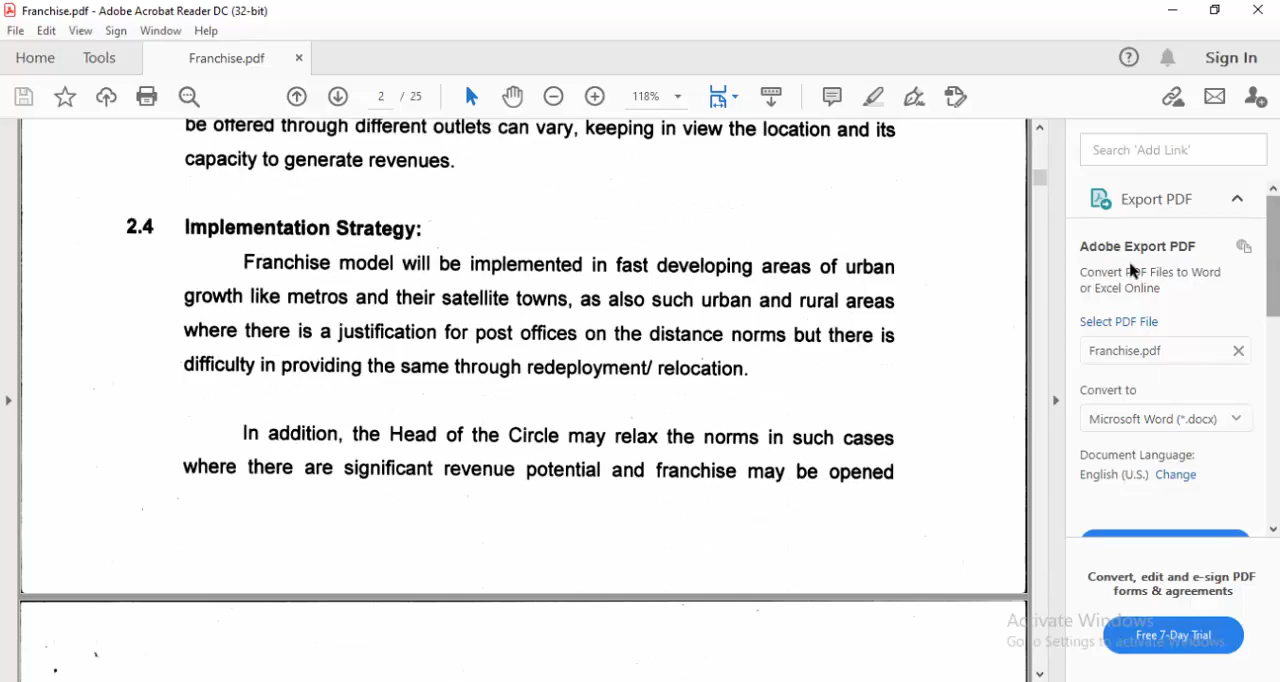 Franchise.pdf - Adobe Acrobat Reader DC (32-bit)
File Edit View Sign Window Help
Home Tools Franchise.pdf × Sign In
2 / 25 118%
be offered through different outlets can vary, keeping in view the location and its
capacity to generate revenues.
2.4 Implementation Strategy:
Franchise model will be implemented in fast developing areas of urban
growth like metros and their satellite towns, as also such urban and rural areas
where there is a justification for post offices on the distance norms but there is
difficulty in providing the same through redeployment/ relocation.
In addition, the Head of the Circle may relax the norms in such cases
where there are significant revenue potential and franchise may be opened
Search 'Add Link'
Export PDF
Adobe Export PDF
Convert PDF Files to Word
or Excel Online
Select PDF File
Franchise.pdf
Convert to
Microsoft Word (*.docx)
Document Language:
English (U.S.) Change
Convert, edit and e-sign PDF
forms & agreements
Free 7-Day Trial
Activate Windows
Go to Settings to activate Windows.